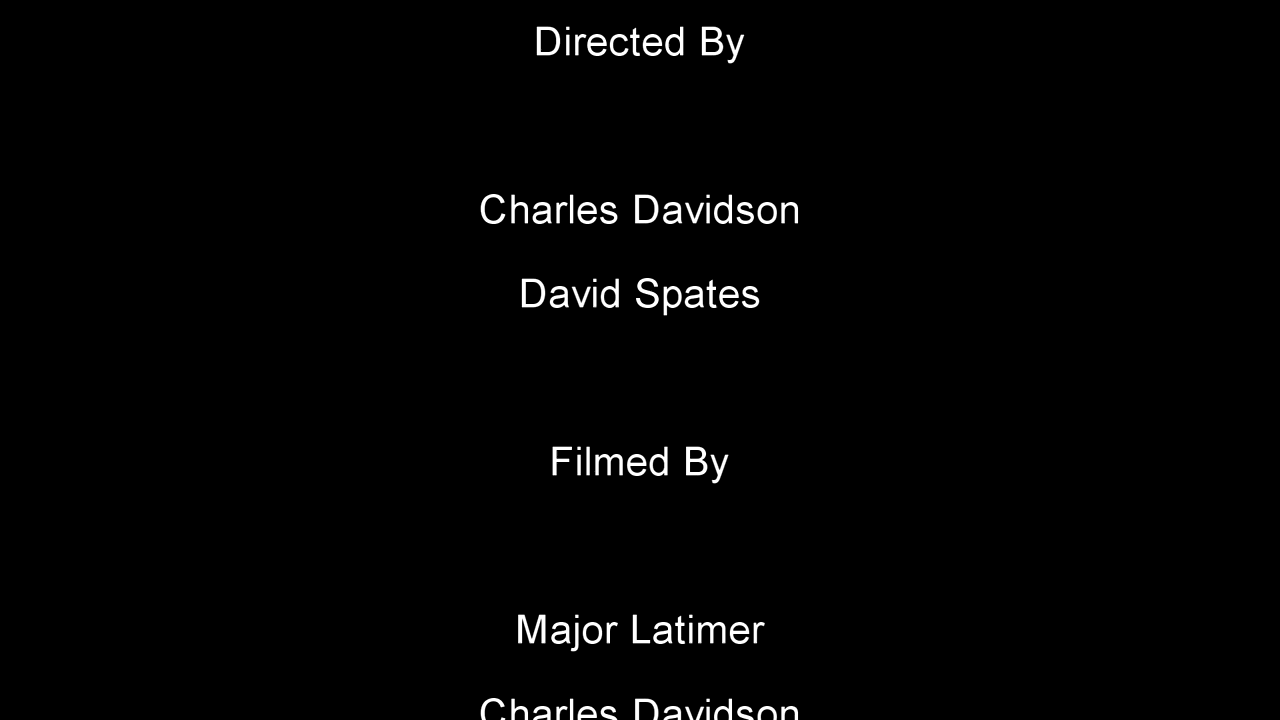 Directed By
Charles Davidson
David Spates
Filmed By
Major Latimer
Charles Davidson